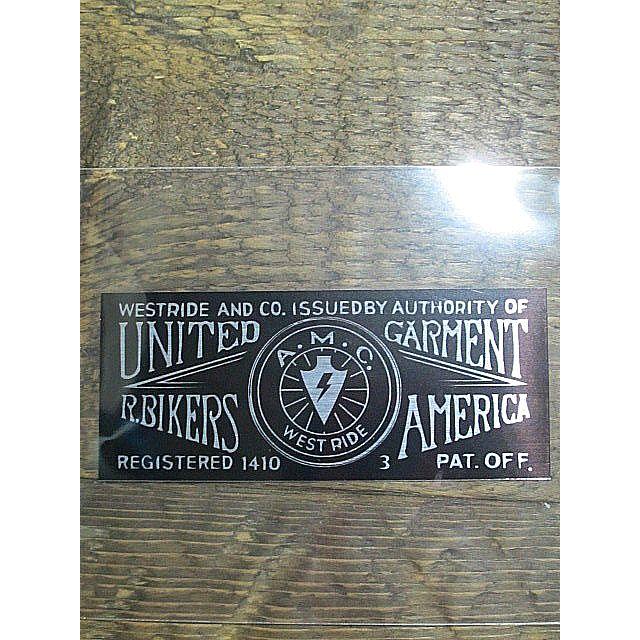 WESTRIDE AND CO. ISSUEDBY AUTHORITY OF
UNITED GARMENT
A.M.C.
R.BIKERS AMERICA
WEST RIDE
REGISTERED 1410 3 PAT. OFF.